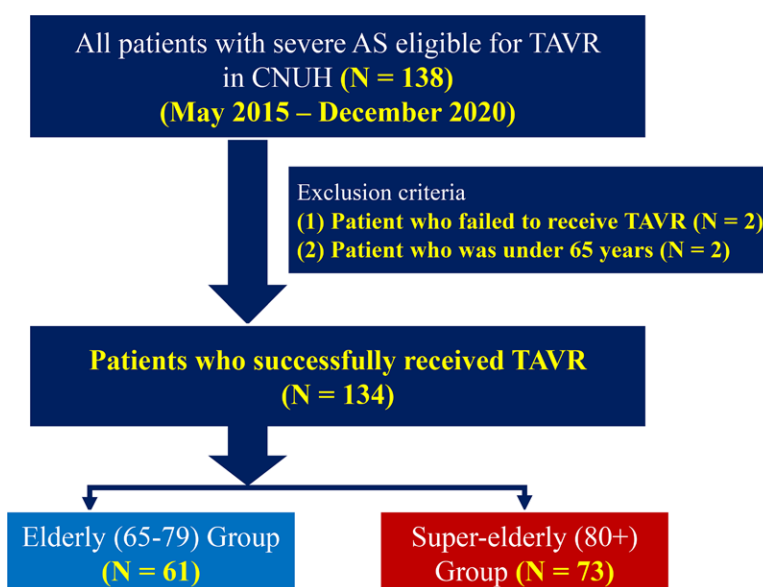 All patients with severe AS eligible for TAVR
in CNUH (N = 138)
(May 2015 – December 2020)
Exclusion criteria
(1) Patient who failed to receive TAVR (N = 2)
(2) Patient who was under 65 years (N = 2)
Patients who successfully received TAVR
(N = 134)
Elderly (65-79) Group
(N = 61)
Super-elderly (80+)
Group (N = 73)